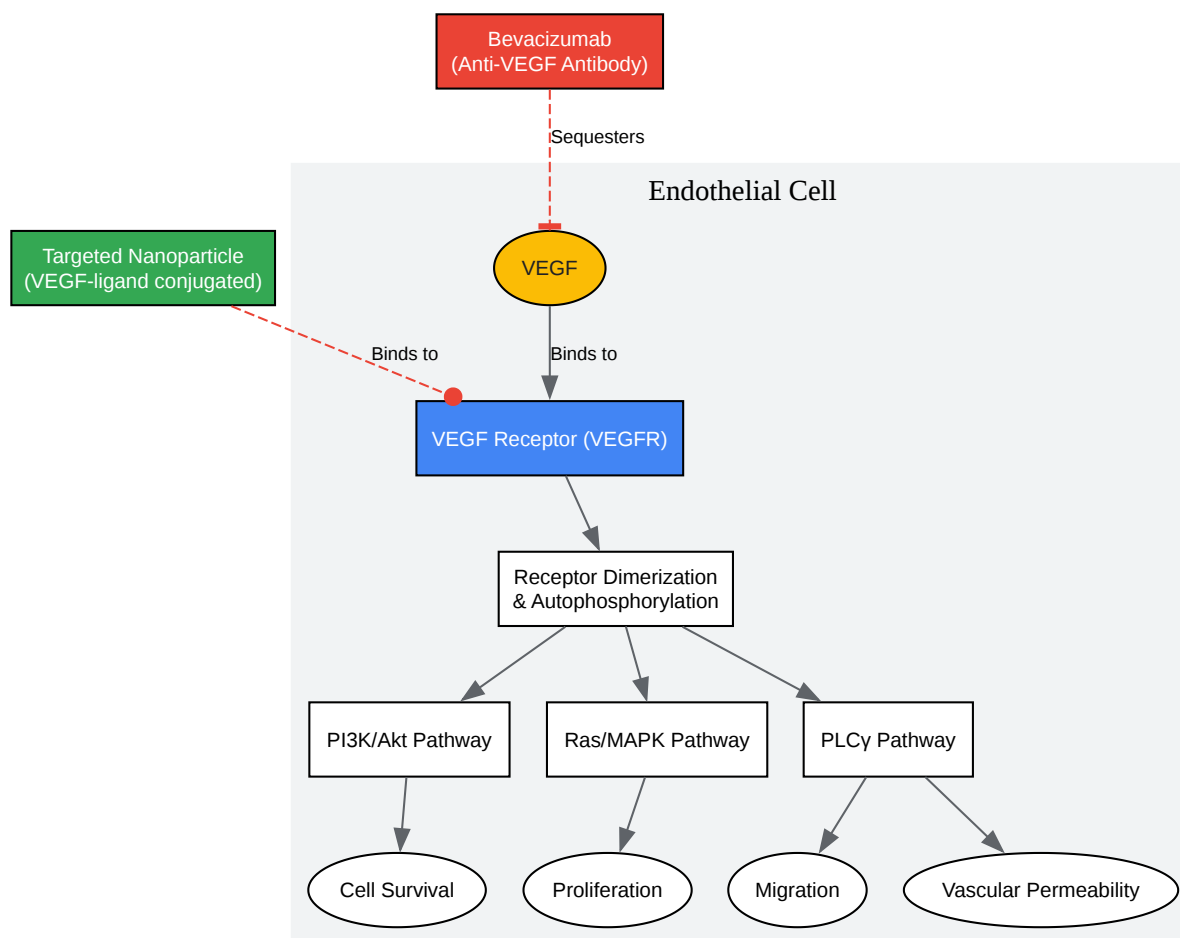 Bevacizumab
(Anti-VEGF Antibody)
Sequesters
Endothelial Cell
Targeted Nanoparticle
(VEGF-ligand conjugated)
VEGF
Binds to
Binds to
VEGF Receptor (VEGFR)
Receptor Dimerization
& Autophosphorylation
PI3K/Akt Pathway
Ras/MAPK Pathway
PLCγ Pathway
Cell Survival
Proliferation
Migration
Vascular Permeability